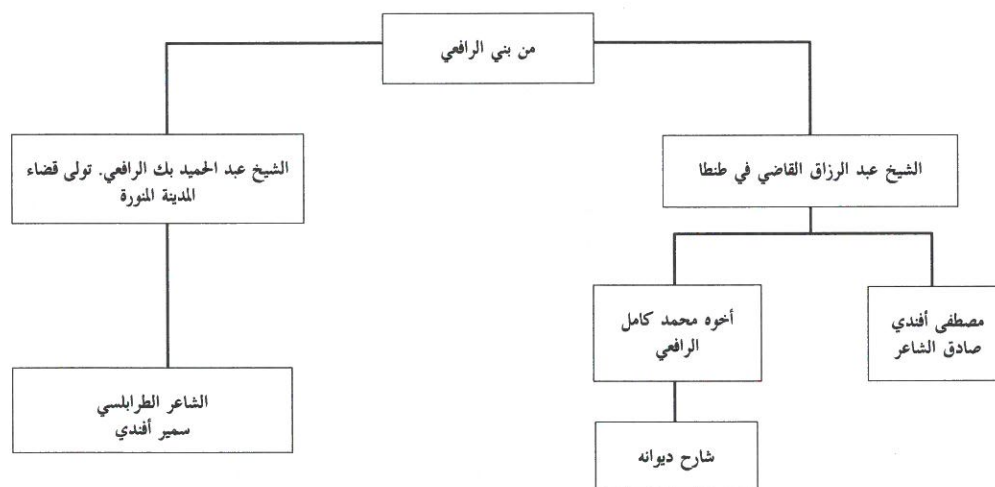 من بني الرافعي
الشيخ عبد الرزاق القاضي في طنطا
الشيخ عبد الحميد بك الرافعي. تولى قضاء
المدينة المنورة
مصطفى أفندي
صادق الشاعر
أخوه محمد كامل
الرافعي
الشاعر الطرابلسي
سمير أفندي
شارح ديوانه